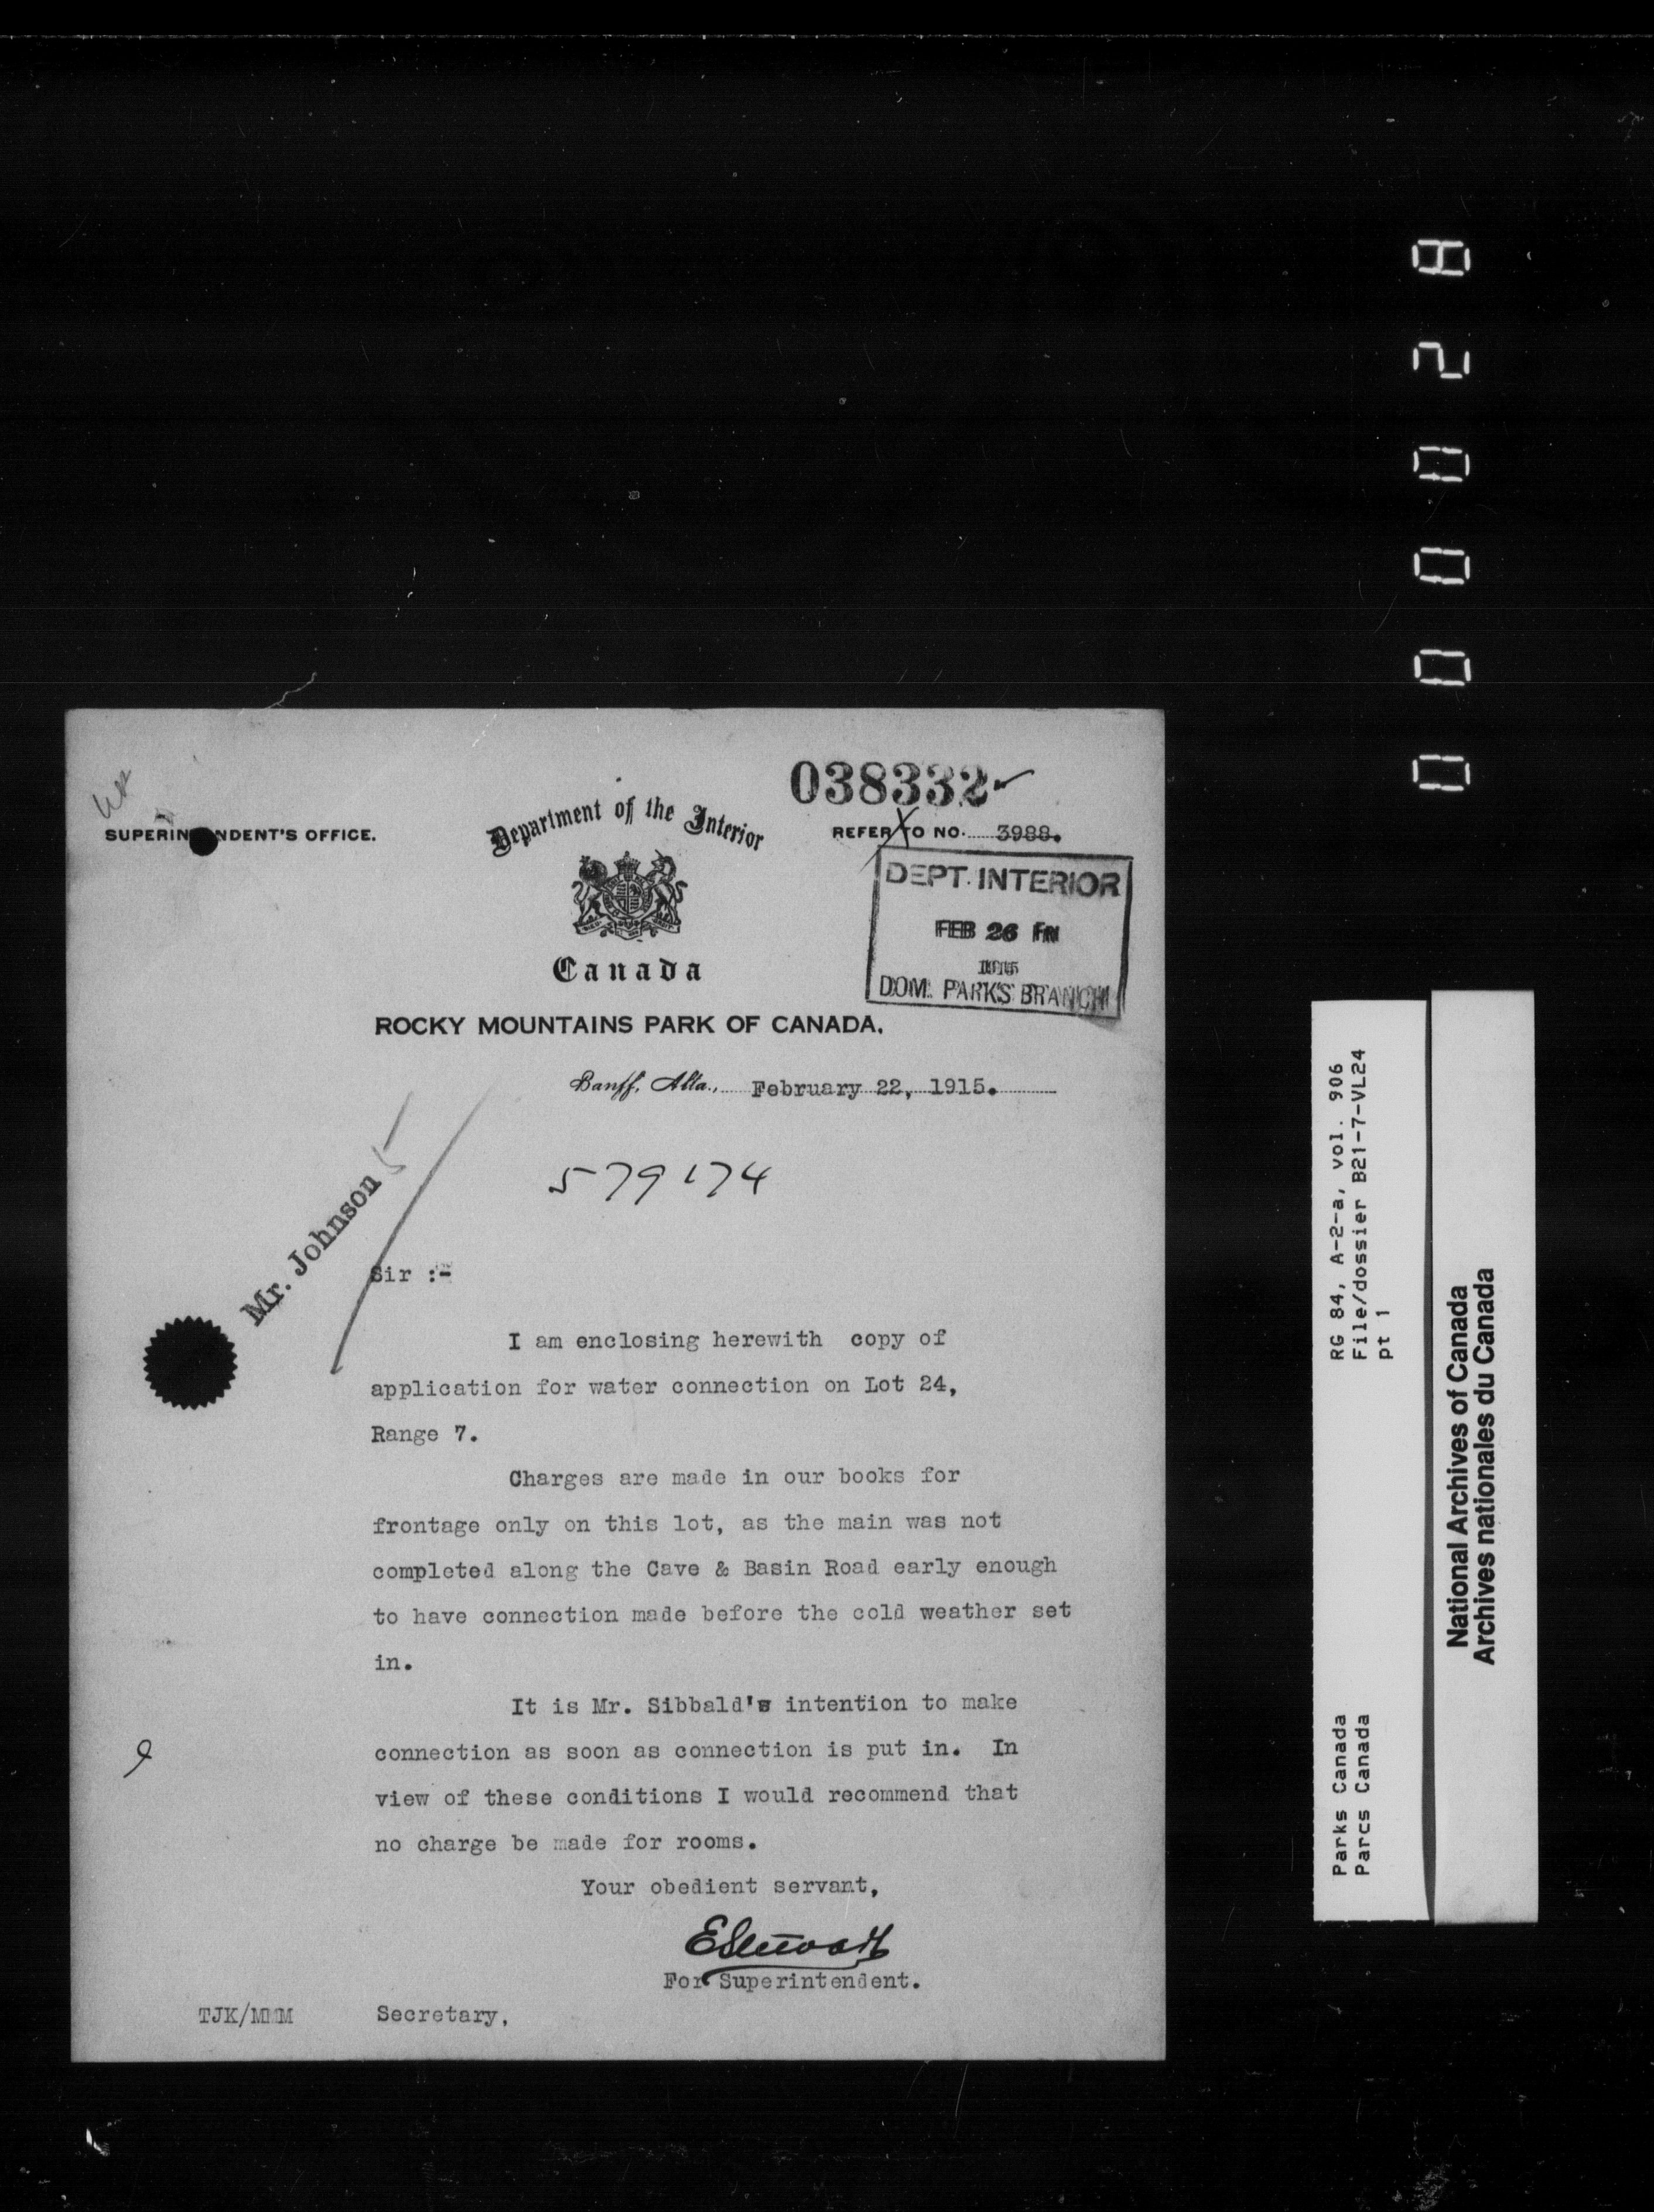 038332
SUPERINNDENT'S OFFICE.
Department of the Interior
REFER TO NO. 3988.
DEPT. INTERIOR
FEB 26
1915
DOM. PARKS BRANCH
Canada
ROCKY MOUNTAINS PARK OF CANADA.
Banff, Alta., February 22, 1915.
579174
Mr. Johnson
Sir :-
I am enclosing herewith copy of
application for water connection on Lot 24,
Range 7.
Charges are made in our books for
frontage only on this lot, as the main was not
completed along the Cave & Basin Road early enough
to have connection made before the cold weather set
in.
It is Mr. Sibbald's intention to make
connection as soon as connection is put in. In
view of these conditions I would recommend that
no charge be made for rooms.
Your obedient servant,
For Superintendent.
TJK/MMM
Secretary,
RG 84, A-2-a, vol. 906
File/dossier B21-7-VL24
pt 1
Parks Canada
Parcs Canada
National Archives of Canada
Archives nationales du Canada